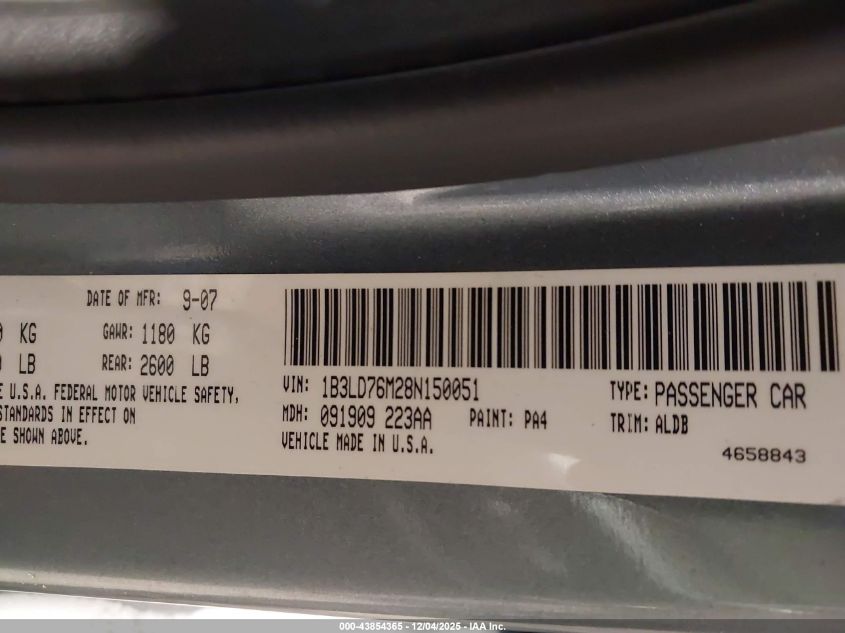 DATE OF MFR: 9-07
KG GAWR: 1180 KG
LB REAR: 2600 LB
U.S.A. FEDERAL MOTOR VEHICLE SAFETY,
STANDARDS IN EFFECT ON
SHOWN ABOVE.
VIN: 1B3LD76M28N150051
MDH: 091909 223AA PAINT: PA4
VEHICLE MADE IN U.S.A.
TYPE: PASSENGER CAR
TRIM: ALDB
4658843
000-43854365 - 12/04/2025 - IAA Inc.